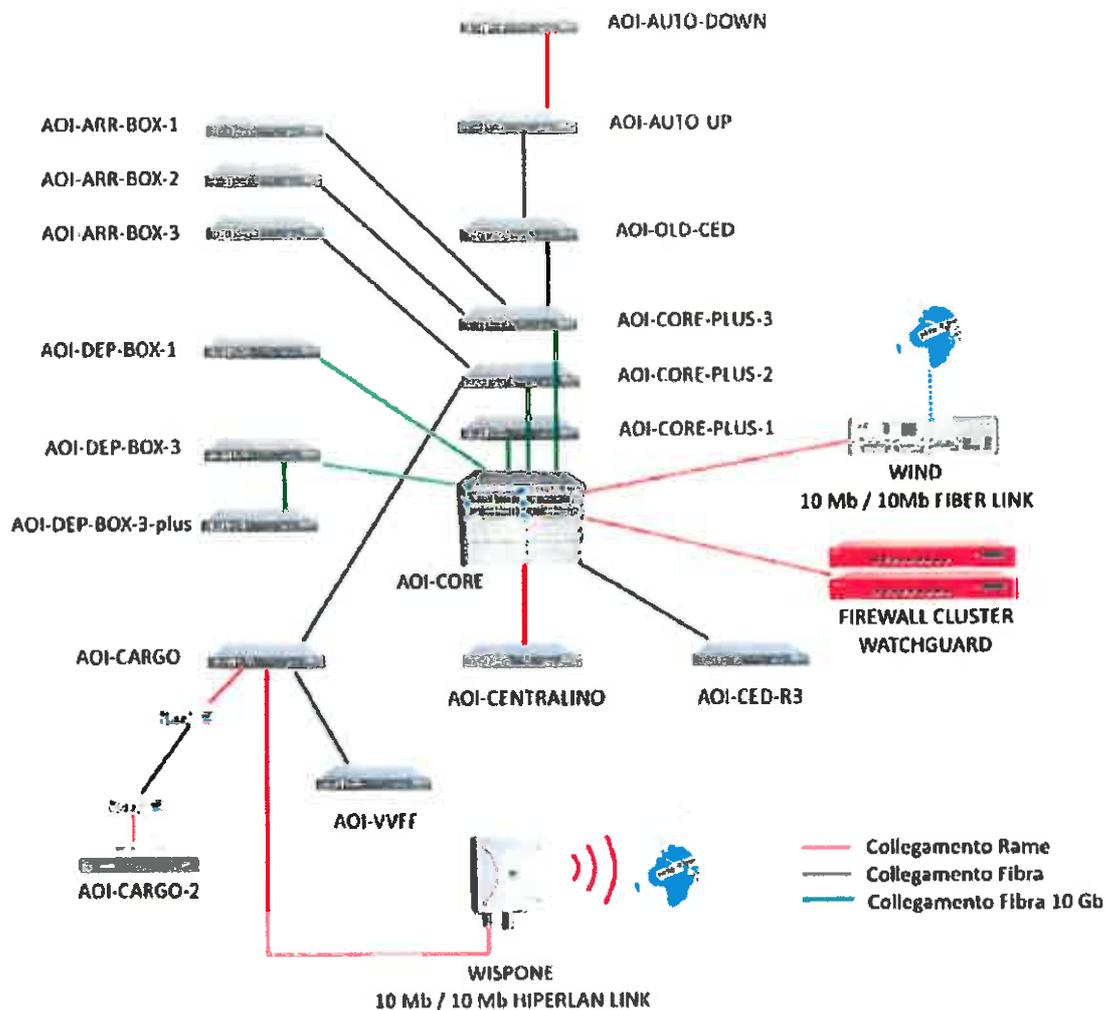 AOI-AUTO-DOWN
AOI-ARR-BOX-1
AOI-AUTO UP
AOI-ARR-BOX-2
AOI-ARR-BOX-3
AOI-OLD-CED
AOI-CORE-PLUS-3
AOI-DEP-BOX-1
AOI-CORE-PLUS-2
AOI-CORE-PLUS-1
AOI-DEP-BOX-3
WIND
10 Mb / 10Mb FIBER LINK
AOI-DEP-BOX-3-plus
AOI-CORE
FIREWALL CLUSTER
WATCHGUARD
AOI-CARGO
AOI-CENTRALINO
AOI-CED-R3
AOI-VVFF
AOI-CARGO-2
Collegamento Rame
Collegamento Fibra
Collegamento Fibra 10 Gb
WISPONE
10 Mb / 10 Mb HIPERLAN LINK